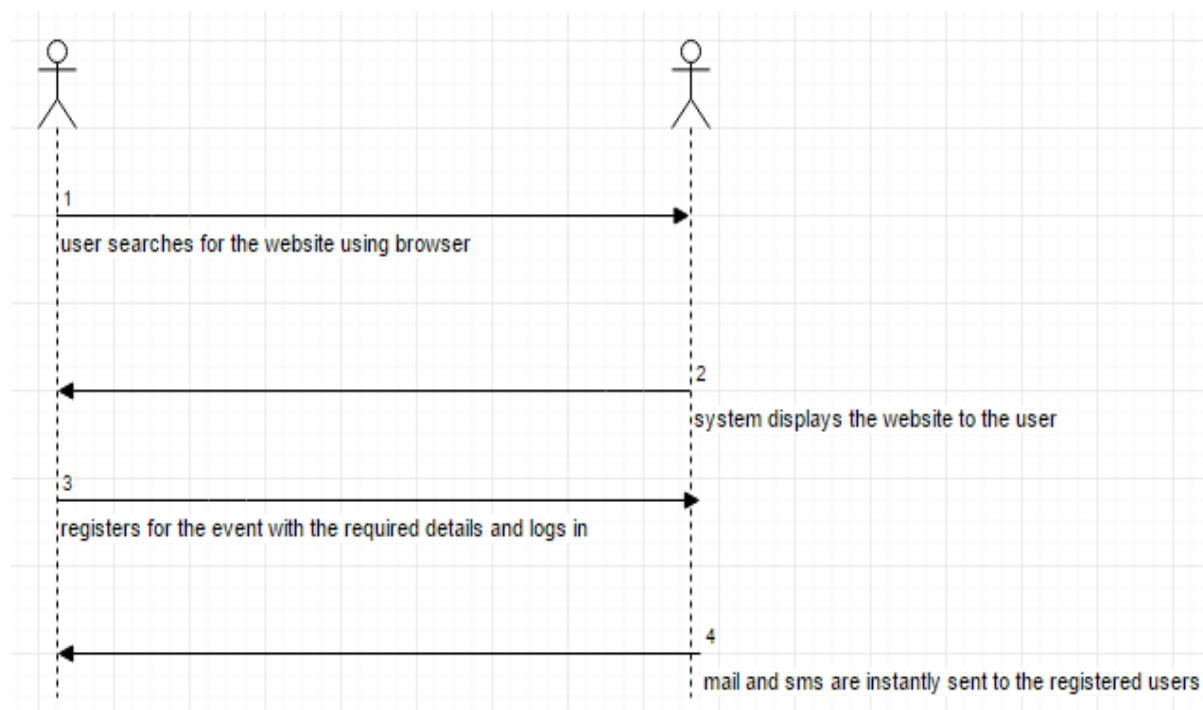 1
user searches for the website using browser
2
system displays the website to the user
3
registers for the event with the required details and logs in
4
mail and sms are instantly sent to the registered users